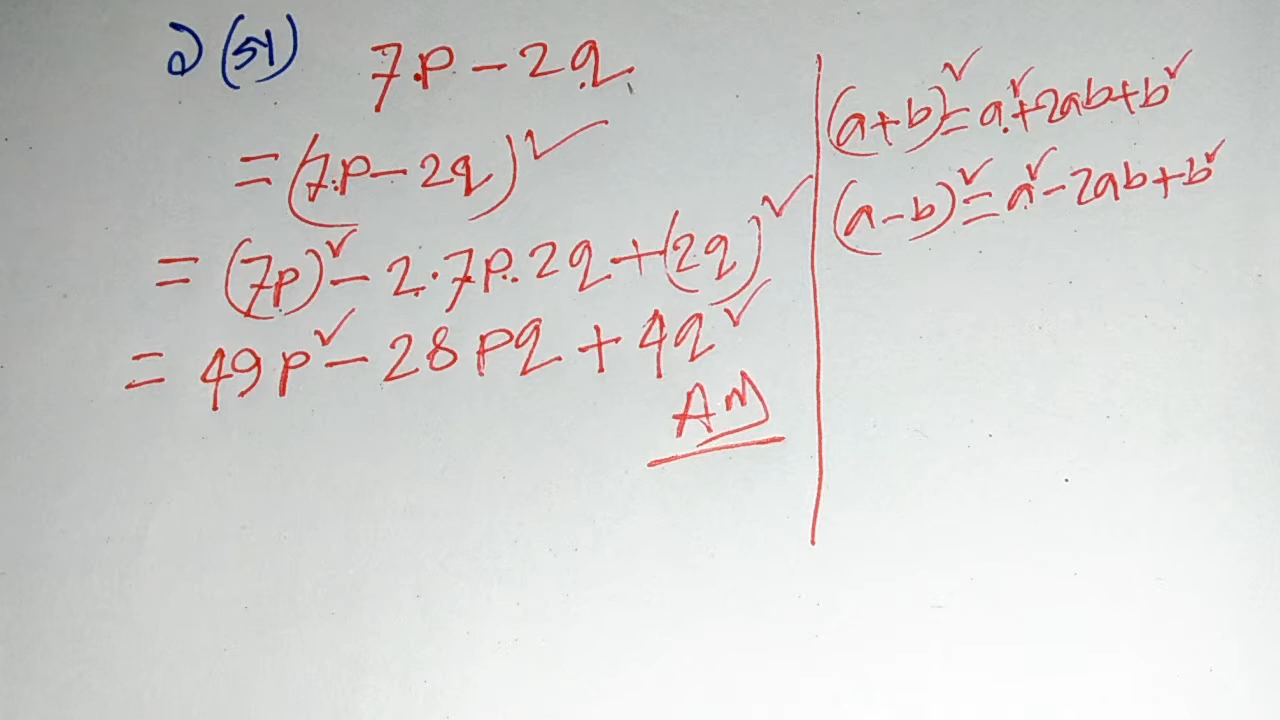 ১(ঙ) 7p - 2q
= (7p - 2q)²
= (7p)² - 2·7p·2q + (2q)²
= 49p² - 28pq + 4q²
Ans
(a+b)² = a² + 2ab + b²
(a-b)² = a² - 2ab + b²